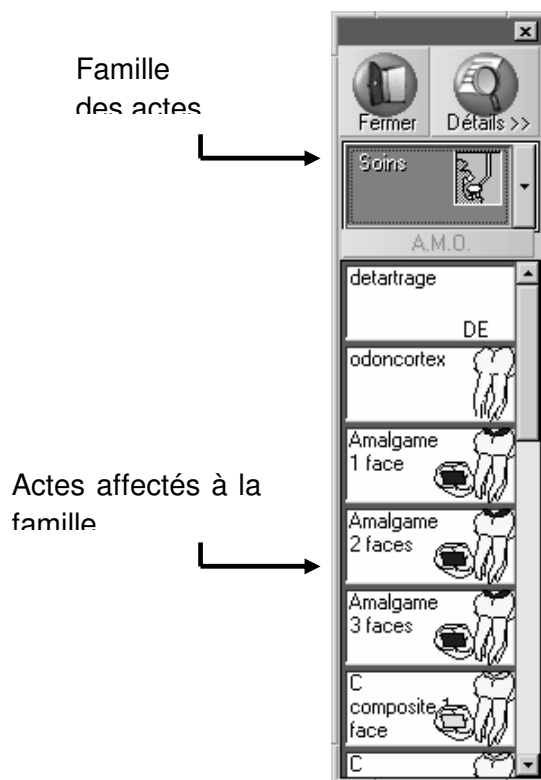 Famille
des actes
Fermer
Détails >>
Soins
A.M.O.
detartrage
DE
odoncortex
Amalgame
1 face
Actes affectés à la
famille
Amalgame
2 faces
Amalgame
3 faces
C
composite 1
face
C